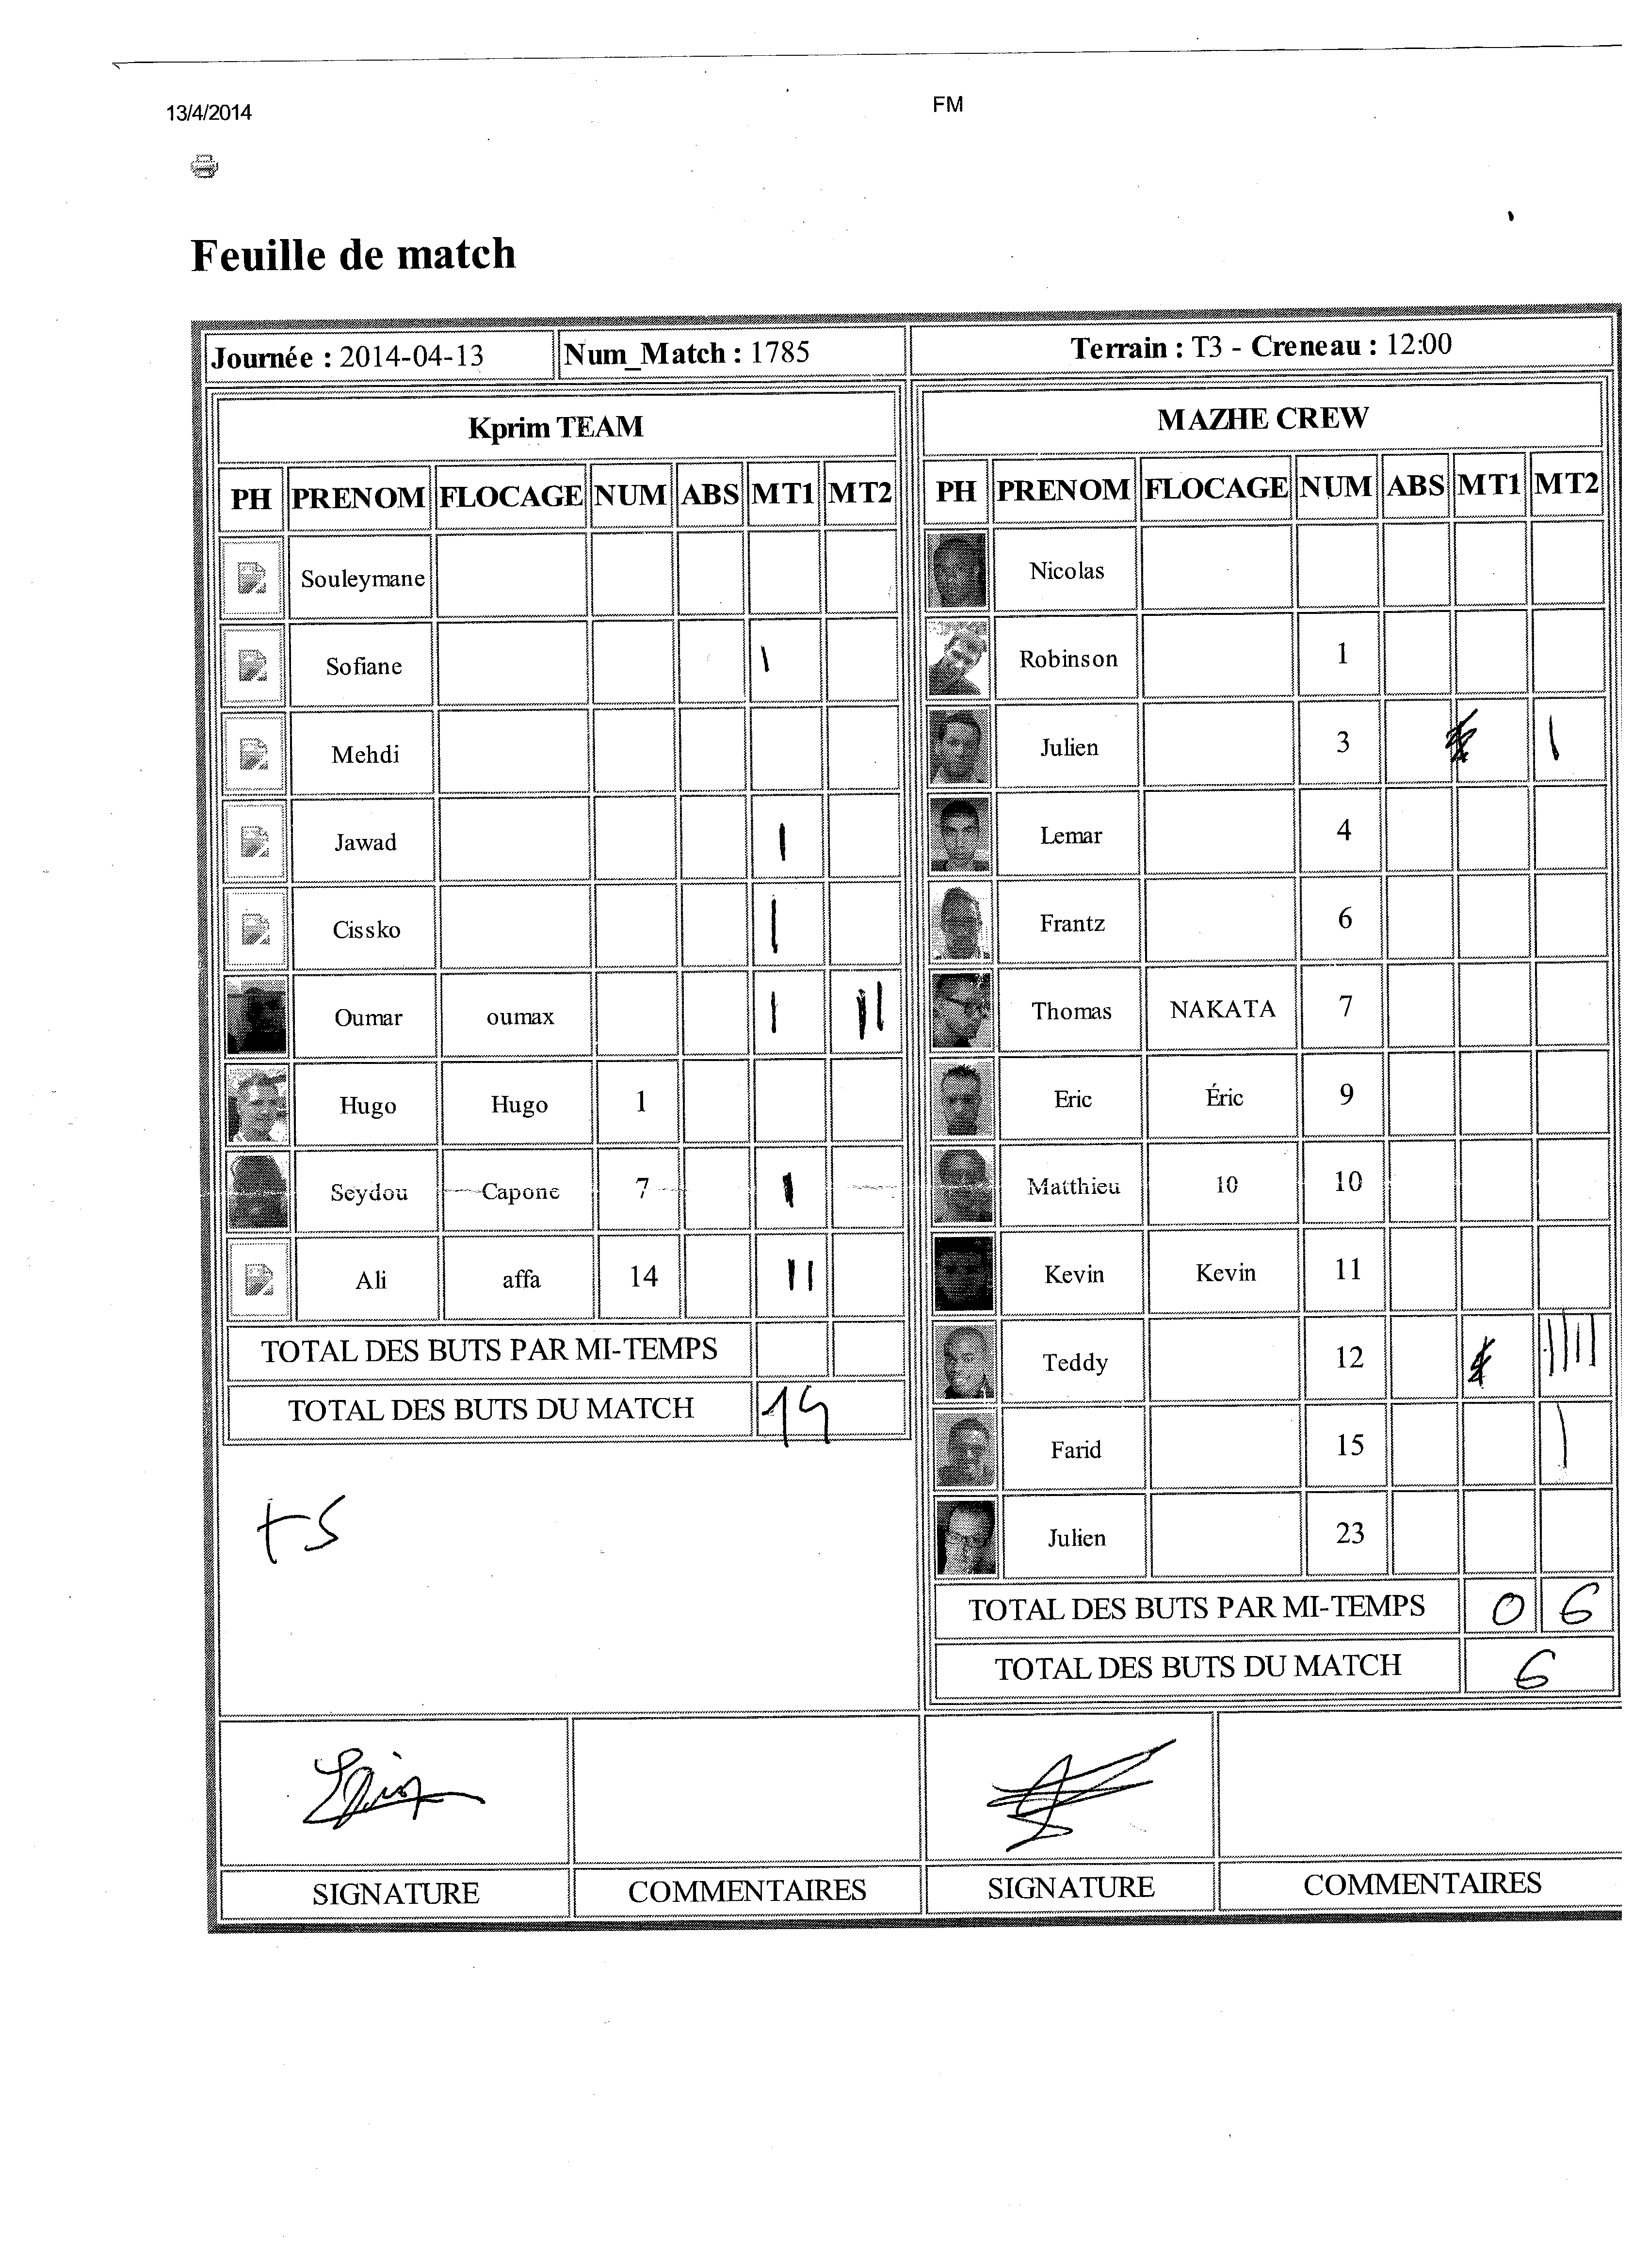 13/4/2014
FM
Feuille de match
Journée : 2014-04-13 Num_Match : 1785 Terrain : T3 - Creneau : 12:00
Kprim TEAM
PH PRENOM FLOCAGE NUM ABS MT1 MT2
Souleymane
Sofiane I
Mehdi
Jawad I
Cissko I
Oumar oumax I II
Hugo Hugo 1
Seydou Capone 7 I
Ali affa 14 II
TOTAL DES BUTS PAR MI-TEMPS
TOTAL DES BUTS DU MATCH 14
+5
MAZHE CREW
PH PRENOM FLOCAGE NUM ABS MT1 MT2
Nicolas
Robinson 1
Julien 3 I
Lemar 4
Frantz 6
Thomas NAKATA 7
Eric Éric 9
Matthieu 10 10
Kevin Kevin 11
Teddy 12 IIII
Farid 15 I
Julien 23
TOTAL DES BUTS PAR MI-TEMPS 0 6
TOTAL DES BUTS DU MATCH 6
SIGNATURE COMMENTAIRES SIGNATURE COMMENTAIRES